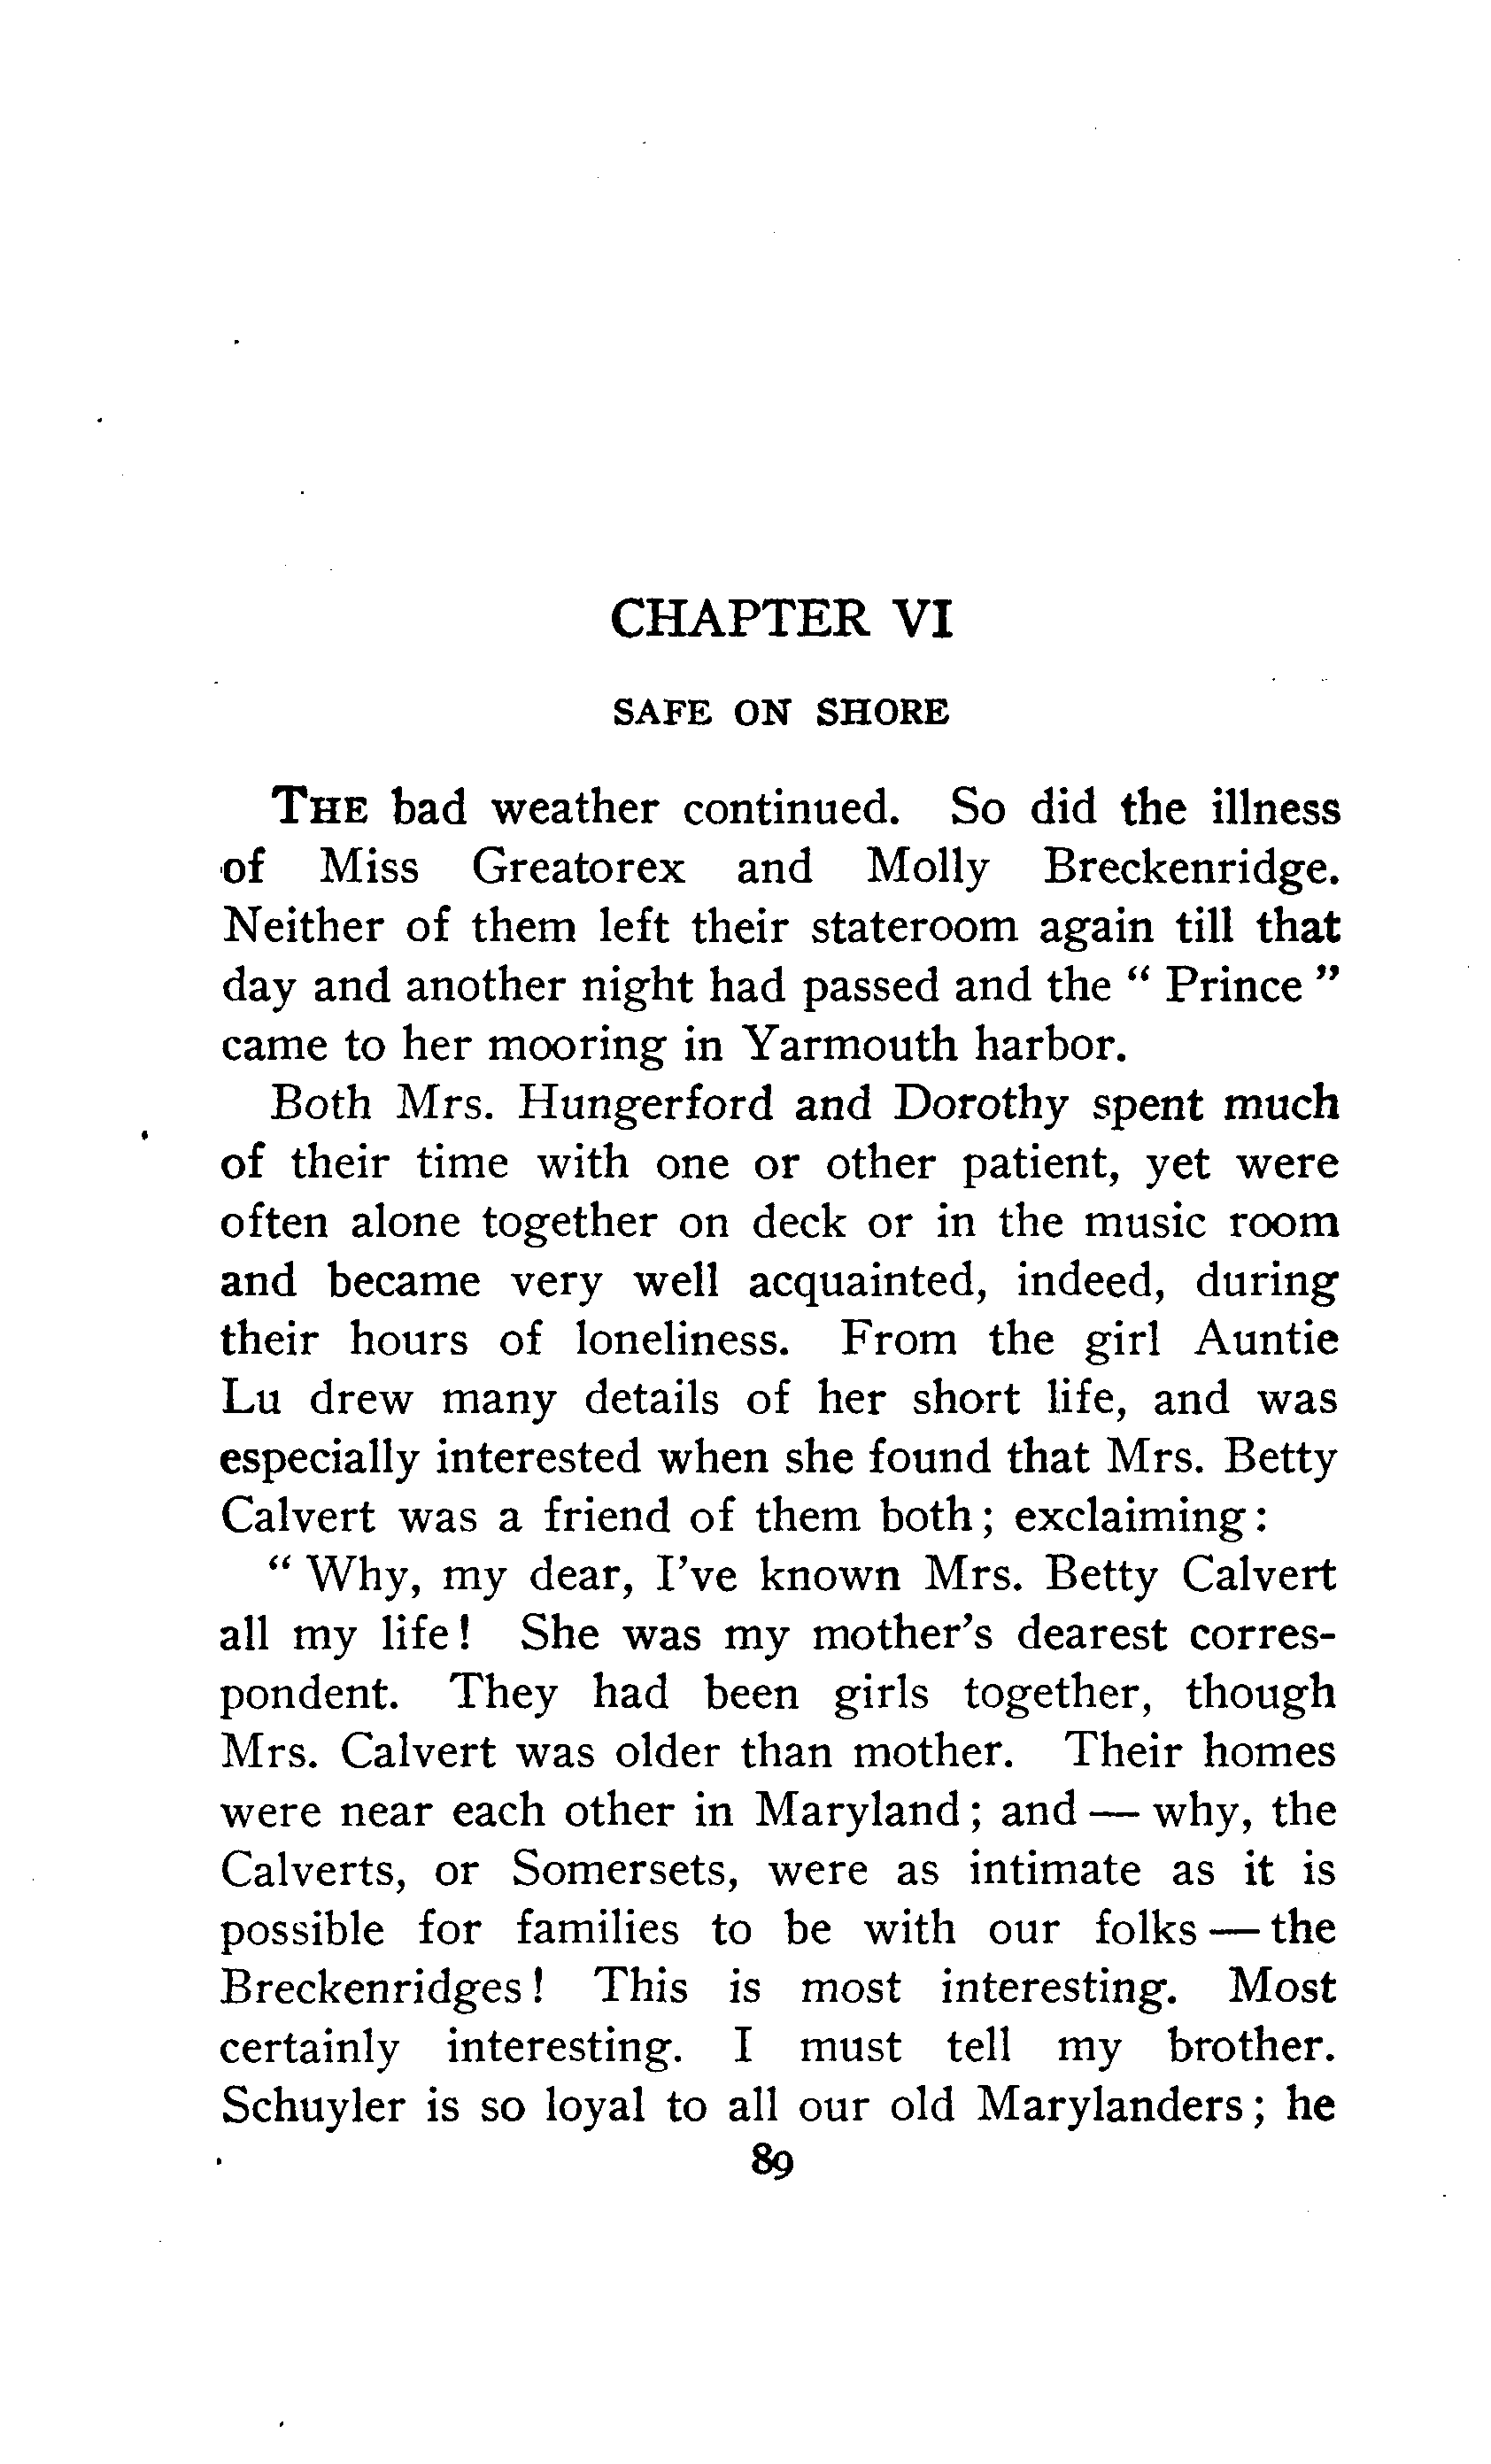 CHAPTER VI
SAFE ON SHORE
THE bad weather continued. So did the illness
of Miss Greatorex and Molly Breckenridge.
Neither of them left their stateroom again till that
day and another night had passed and the “ Prince ”
came to her mooring in Yarmouth harbor.
Both Mrs. Hungerford and Dorothy spent much
of their time with one or other patient, yet were
often alone together on deck or in the music room
and became very well acquainted, indeed, during
their hours of loneliness. From the girl Auntie
Lu drew many details of her short life, and was
especially interested when she found that Mrs. Betty
Calvert was a friend of them both; exclaiming:
“ Why, my dear, I've known Mrs. Betty Calvert
all my life! She was my mother's dearest corres-
pondent. They had been girls together, though
Mrs. Calvert was older than mother. Their homes
were near each other in Maryland; and — why, the
Calverts, or Somersets, were as intimate as it is
possible for families to be with our folks — the
Breckenridges! This is most interesting. Most
certainly interesting. I must tell my brother.
Schuyler is so loyal to all our old Marylanders; he
89